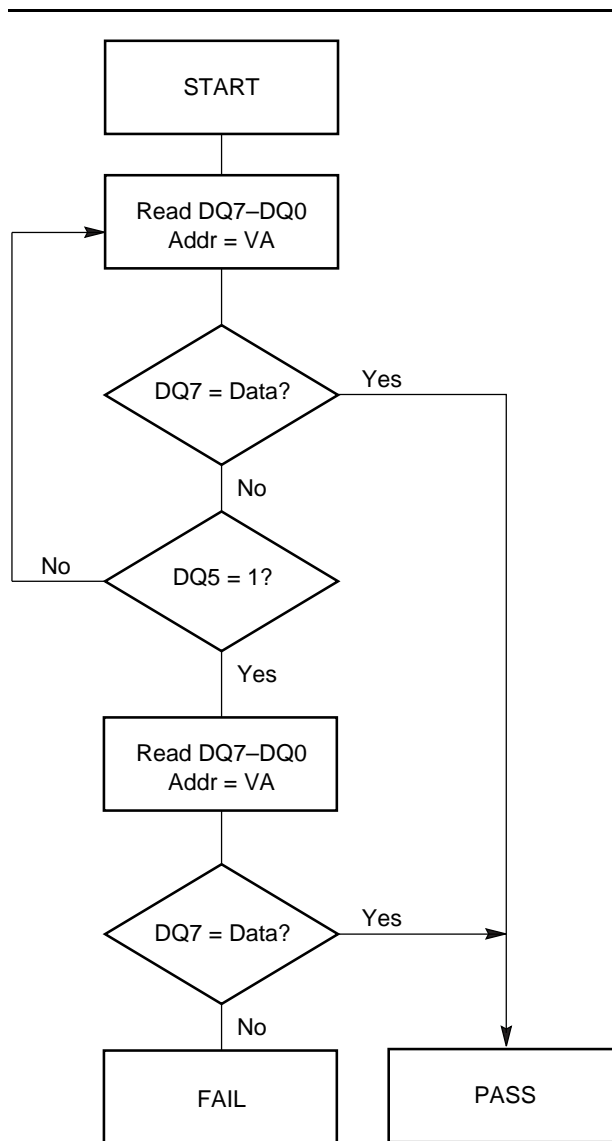 START
Read DQ7–DQ0
Addr = VA
DQ7 = Data?
Yes
No
No
DQ5 = 1?
Yes
Read DQ7–DQ0
Addr = VA
DQ7 = Data?
Yes
No
FAIL
PASS